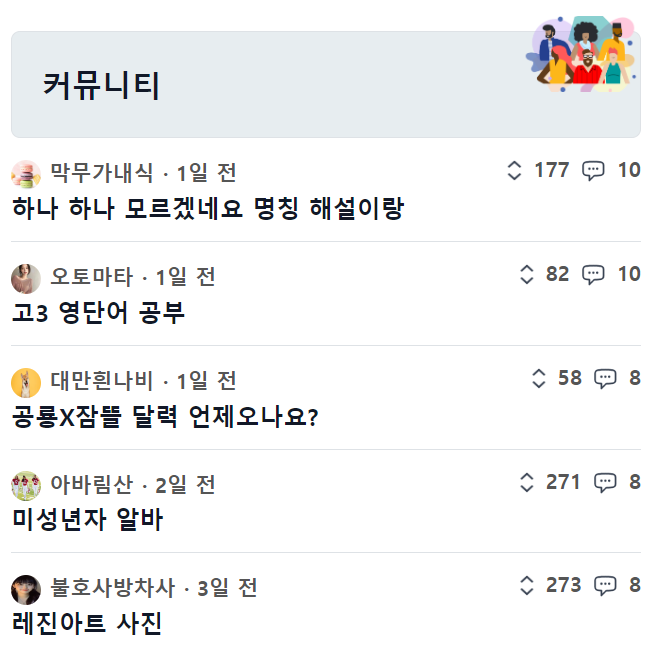 커뮤니티
막무가내식 · 1일 전 177 10
하나 하나 모르겠네요 명칭 해설이랑
오토마타 · 1일 전 82 10
고3 영단어 공부
대만흰나비 · 1일 전 58 8
공룡X잠뜰 달력 언제오나요?
아바림산 · 2일 전 271 8
미성년자 알바
불호사방차사 · 3일 전 273 8
레진아트 사진